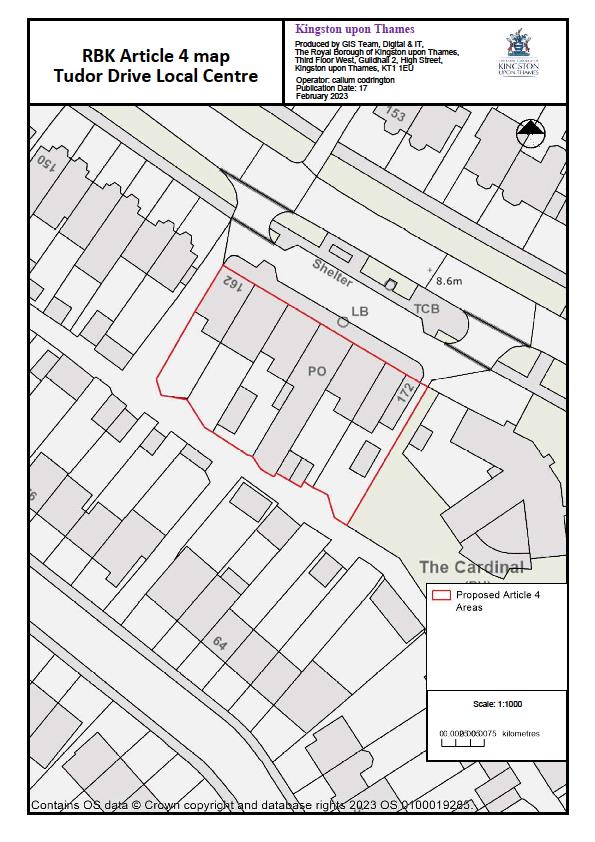 RBK Article 4 map
Tudor Drive Local Centre
Kingston upon Thames
Produced by GIS Team, Digital & IT,
The Royal Borough of Kingston upon Thames,
Third Floor West, Guildhall 2, High Street,
Kingston upon Thames, KT1 1EU
Operator: callum codrington
Publication Date: 17
February 2023
KINGSTON
UPON THAMES
153
150
Shelter
8.6m
162
LB
TCB
PO
172
The Cardinal
64
Proposed Article 4
Areas
Scale: 1:1000
kilometres
Contains OS data © Crown copyright and database rights 2023 OS 0100019285.